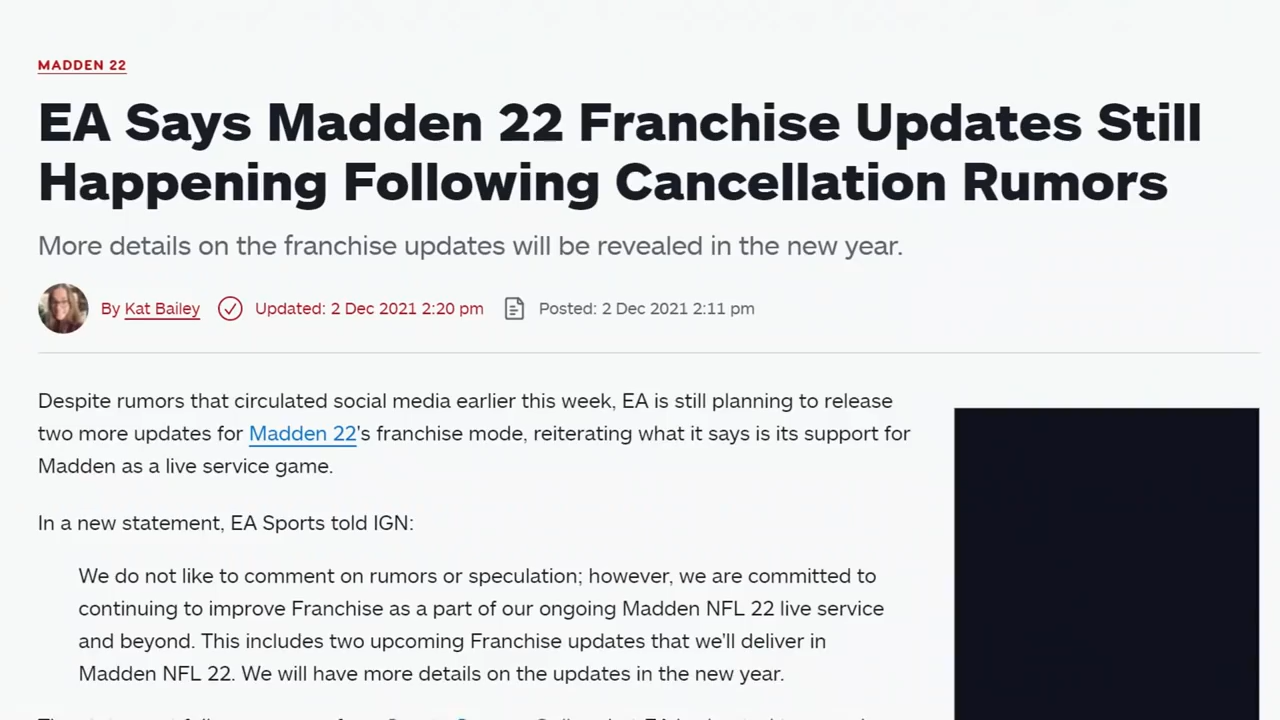 MADDEN 22
EA Says Madden 22 Franchise Updates Still
Happening Following Cancellation Rumors
More details on the franchise updates will be revealed in the new year.
By Kat Bailey Updated: 2 Dec 2021 2:20 pm Posted: 2 Dec 2021 2:11 pm
Despite rumors that circulated social media earlier this week, EA is still planning to release
two more updates for Madden 22's franchise mode, reiterating what it says is its support for
Madden as a live service game.
In a new statement, EA Sports told IGN:
We do not like to comment on rumors or speculation; however, we are committed to
continuing to improve Franchise as a part of our ongoing Madden NFL 22 live service
and beyond. This includes two upcoming Franchise updates that we'll deliver in
Madden NFL 22. We will have more details on the updates in the new year.